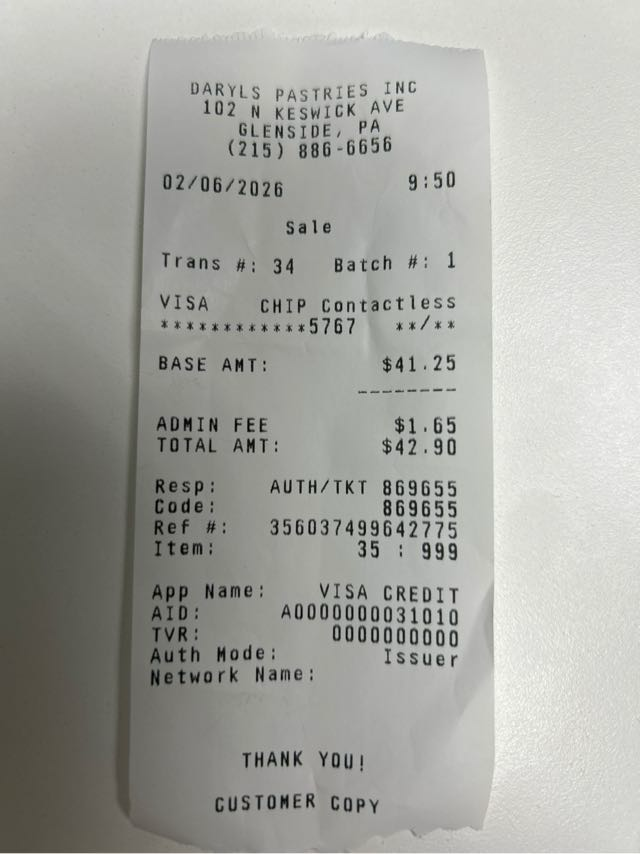 DARYLS PASTRIES INC
102 N KESWICK AVE
GLENSIDE, PA
(215) 886-6656
02/06/2026 9:50
Sale
Trans #: 34 Batch #: 1
VISA CHIP Contactless
************5767 **/**
BASE AMT: $41.25
--------
ADMIN FEE $1.65
TOTAL AMT: $42.90
Resp: AUTH/TKT 869655
Code: 869655
Ref #: 356037499642775
Item: 35 : 999
App Name: VISA CREDIT
AID: A0000000031010
TVR: 0000000000
Auth Mode: Issuer
Network Name:
THANK YOU!
CUSTOMER COPY